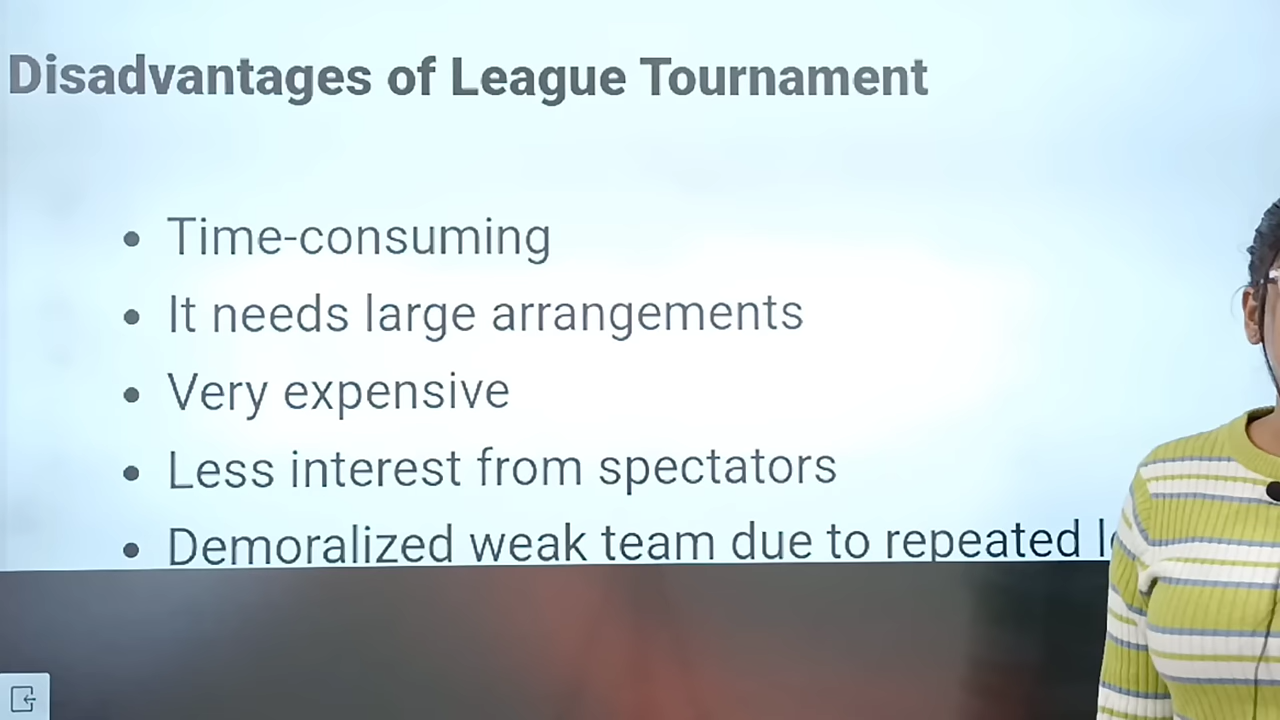 Disadvantages of League Tournament
• Time-consuming
• It needs large arrangements
• Very expensive
• Less interest from spectators
• Demoralized weak team due to repeated